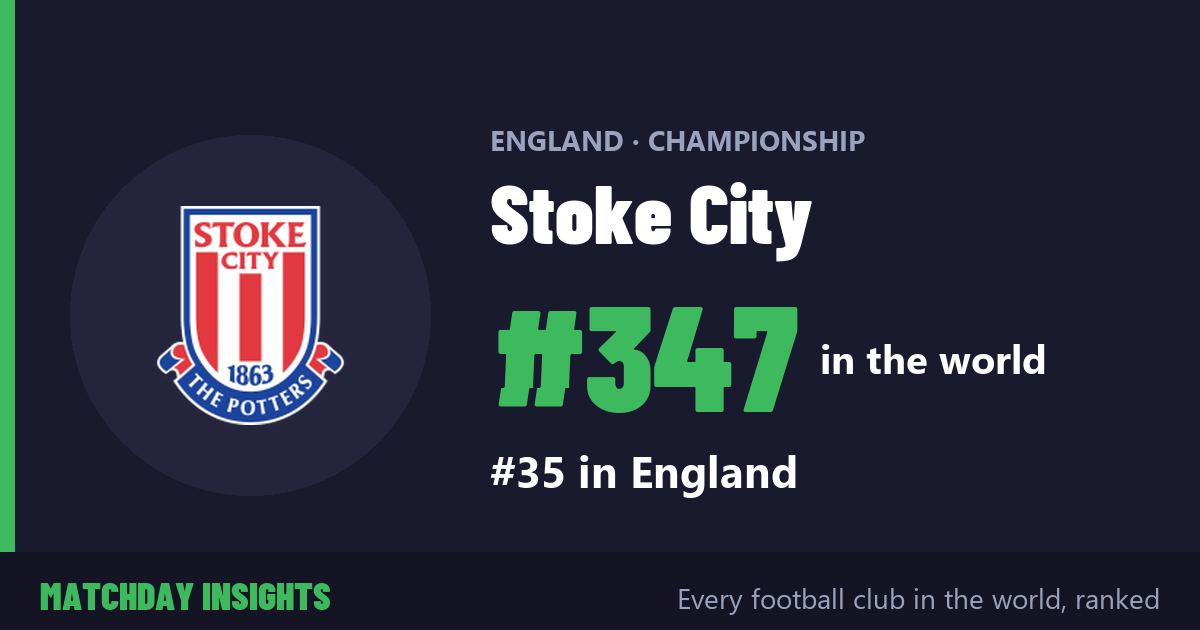 ENGLAND · CHAMPIONSHIP
Stoke City
STOKE
CITY
1863
THE POTTERS
#347 in the world
#35 in England
MATCHDAY INSIGHTS
Every football club in the world, ranked